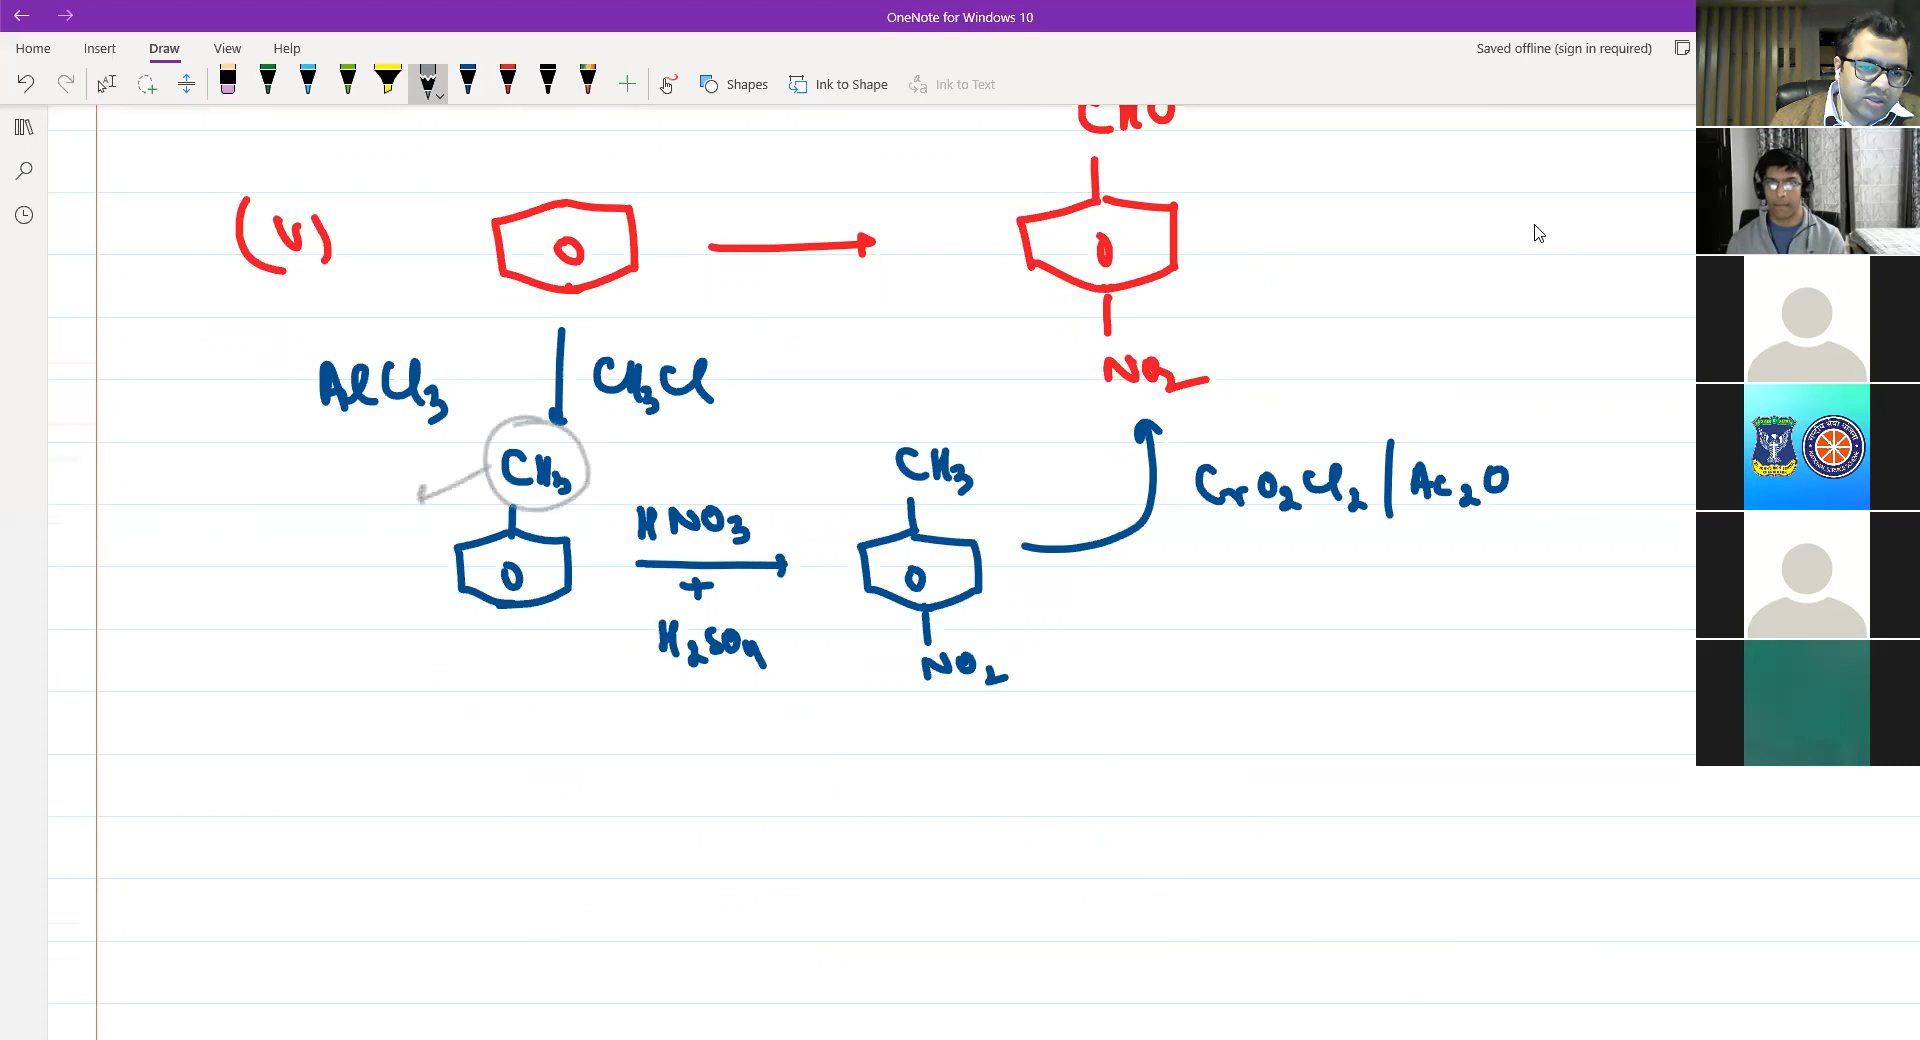 OneNote for Windows 10
Home Insert Draw View Help
Saved offline (sign in required)
Shapes Ink to Shape Ink to Text
CHO
(V)
NO2
AlCl3 CH3Cl
CH3
CH3
CrO2Cl2 | Ac2O
HNO3
+
H2SO4
NO2